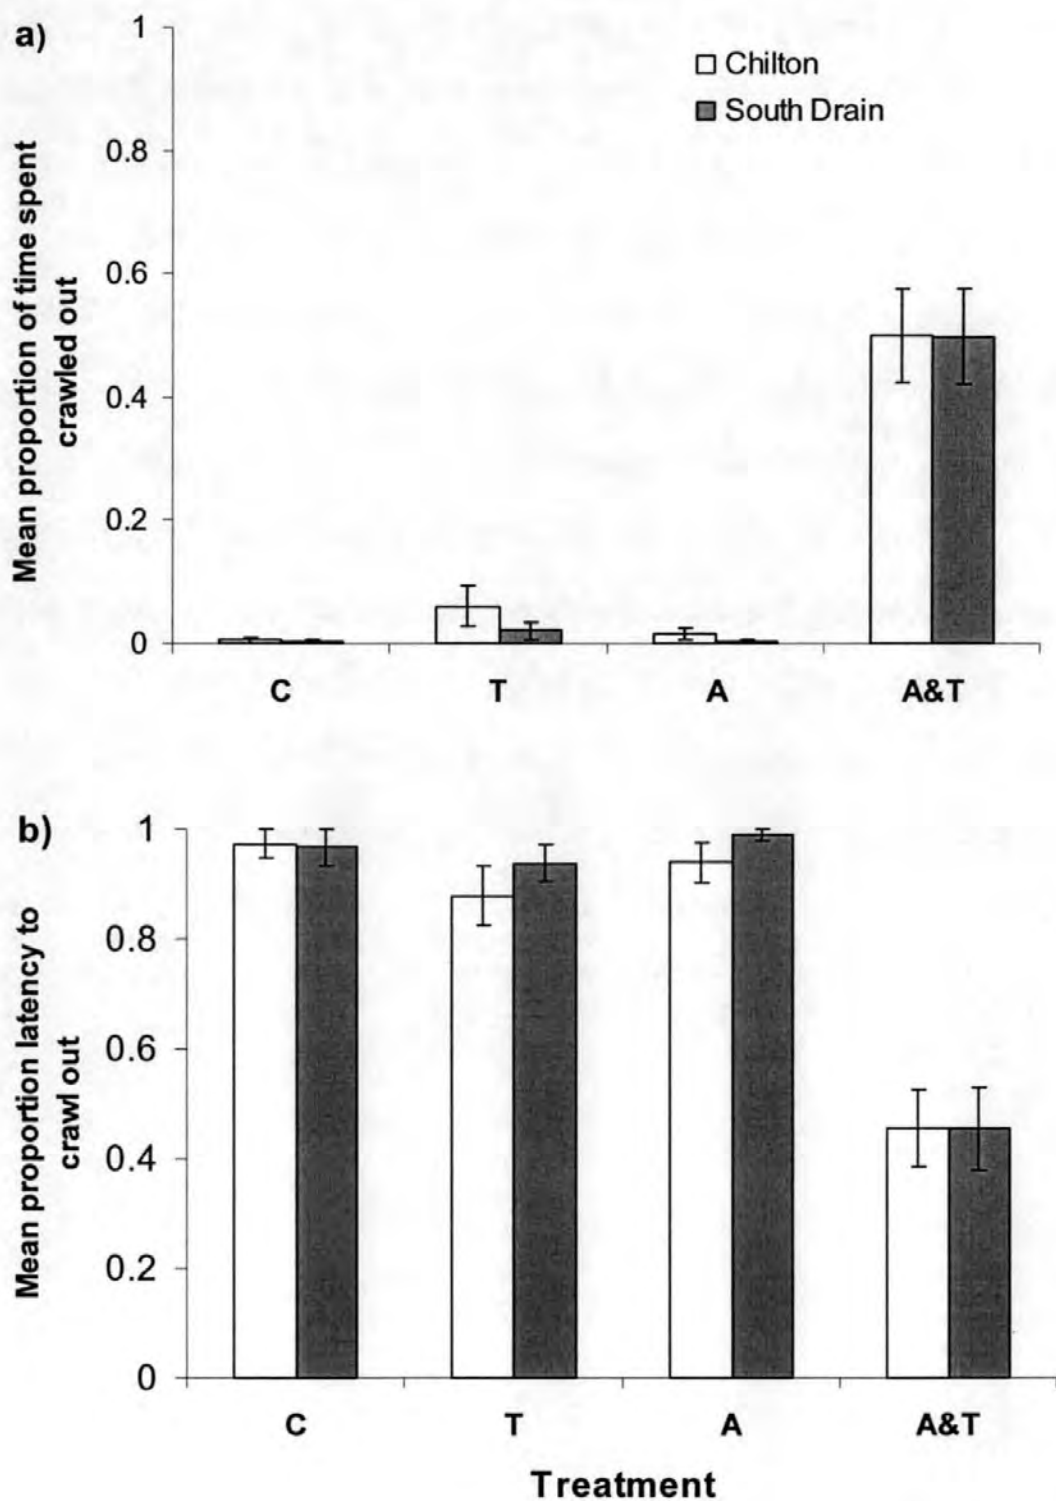 a)
Chilton
South Drain
Mean proportion of time spent
crawled out
1
0.8
0.6
0.4
0.2
0
C T A A&T
b)
Mean proportion latency to
crawl out
1
0.8
0.6
0.4
0.2
0
C T A A&T
Treatment